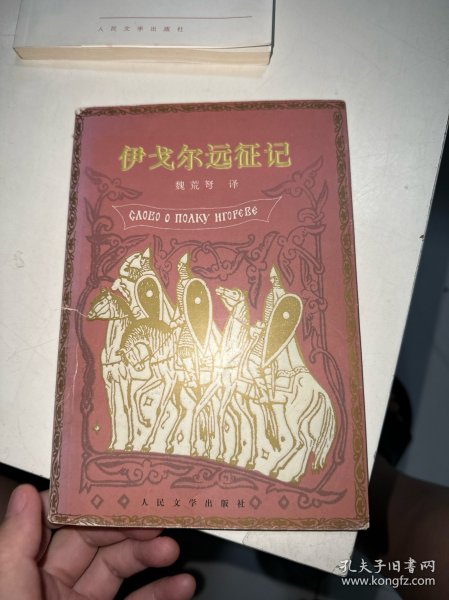 人民文学出版社
伊戈尔远征记
魏荒弩 译
СЛОВО О ПОЛКУ ИГОРЕВЕ
人民文学出版社
孔夫子旧书网
www.kongfz.com